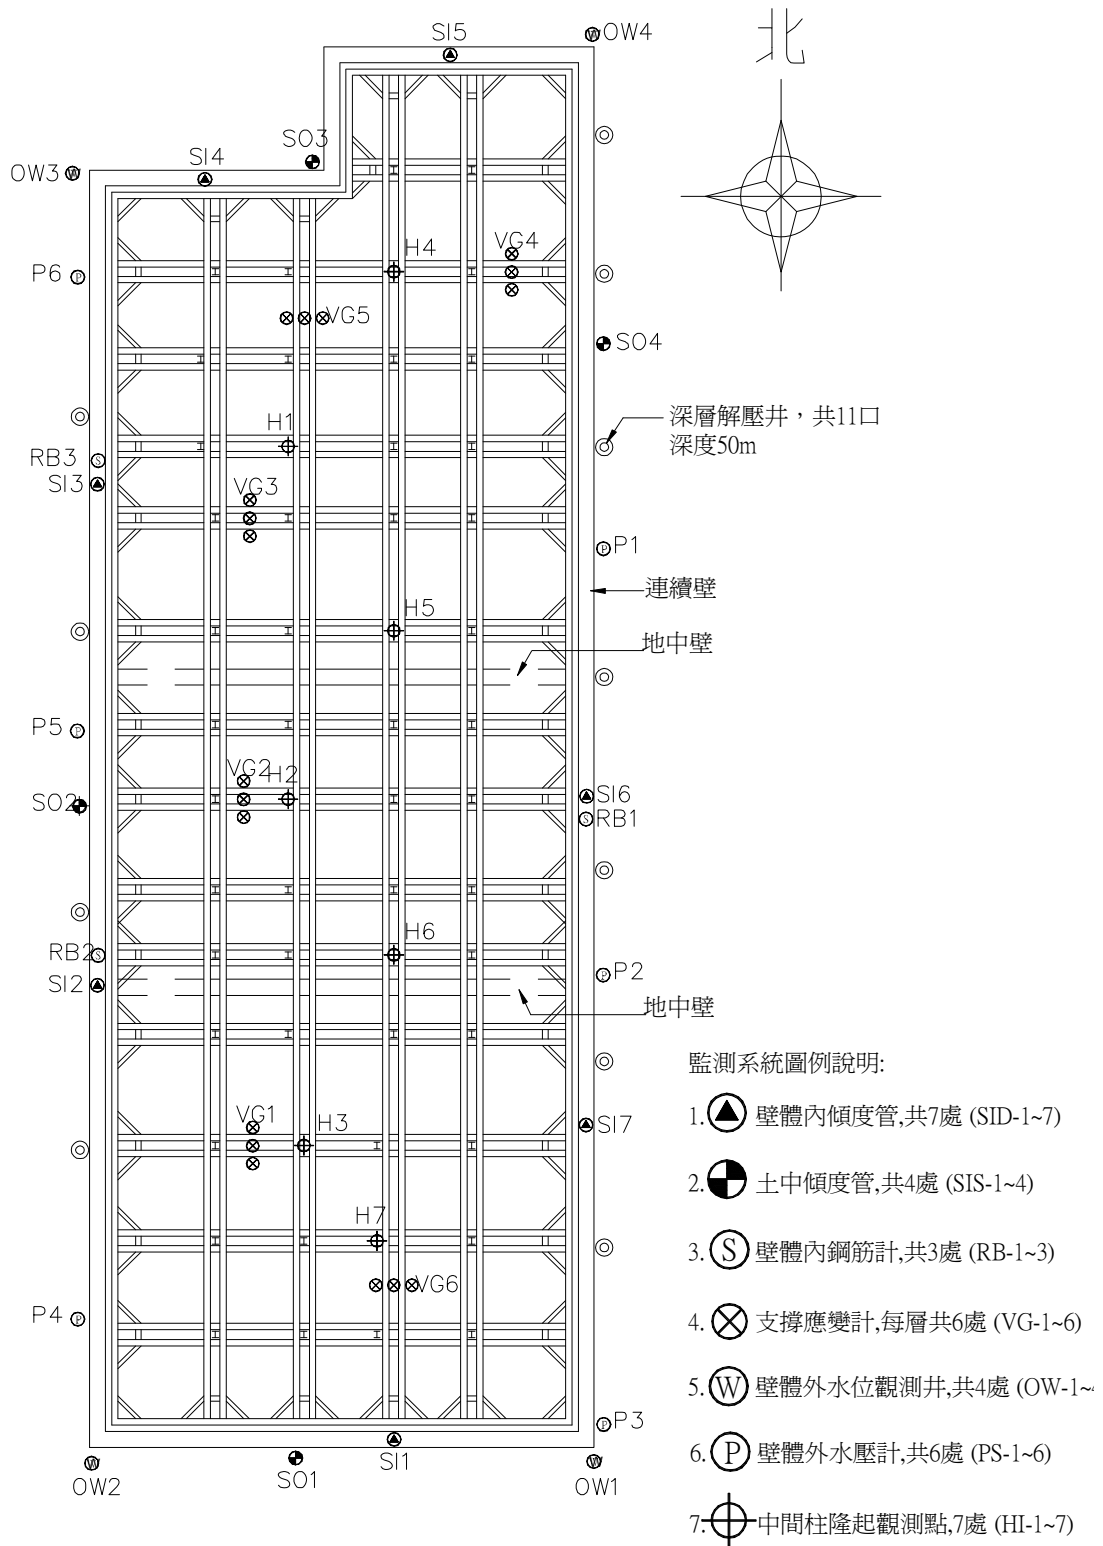 SI5
OW4
北
SO3
SI4
OW3
H4
VG4
P6
VG5
SO4
深層解壓井，共11口
深度50m
H1
RB3
SI3
VG3
P1
連續壁
H5
地中壁
P5
VG2
H2
SO2
SI6
RB1
H6
RB2
P2
SI2
地中壁
監測系統圖例說明:
1. 壁體內傾度管,共7處 (SID-1~7)
VG1
H3
SI7
2. 土中傾度管,共4處 (SIS-1~4)
H7
3. S 壁體內鋼筋計,共3處 (RB-1~3)
VG6
P4
4. 支撐應變計,每層共6處 (VG-1~6)
5. W 壁體外水位觀測井,共4處 (OW-1~4
P3
6. P 壁體外水壓計,共6處 (PS-1~6)
OW2
SO1
SI1
OW1
7. 中間柱隆起觀測點,7處 (HI-1~7)